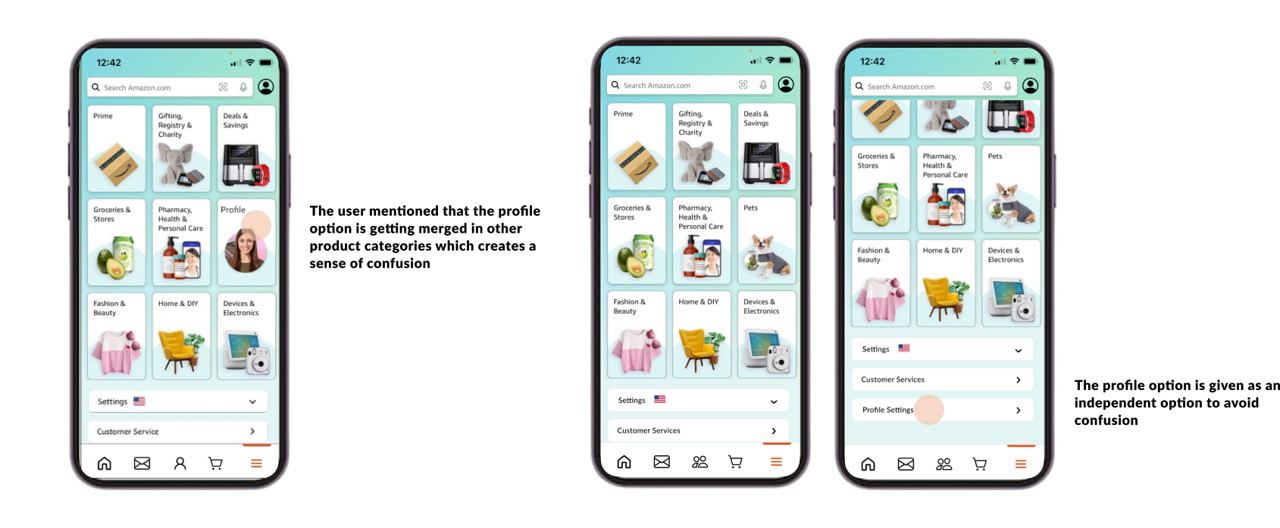 12:42
Search Amazon.com
Prime
Gifting,
Registry &
Charity
Deals &
Savings
Groceries &
Stores
Pharmacy,
Health &
Personal Care
Profile
Fashion &
Beauty
Home & DIY
Devices &
Electronics
Settings
Customer Service
The user mentioned that the profile
option is getting merged in other
product categories which creates a
sense of confusion
12:42
Search Amazon.com
Prime
Gifting,
Registry &
Charity
Deals &
Savings
Groceries &
Stores
Pharmacy,
Health &
Personal Care
Pets
Fashion &
Beauty
Home & DIY
Devices &
Electronics
Settings
Customer Services
12:42
Search Amazon.com
Groceries &
Stores
Pharmacy,
Health &
Personal Care
Pets
Fashion &
Beauty
Home & DIY
Devices &
Electronics
Settings
Customer Services
Profile Settings
The profile option is given as an
independent option to avoid
confusion